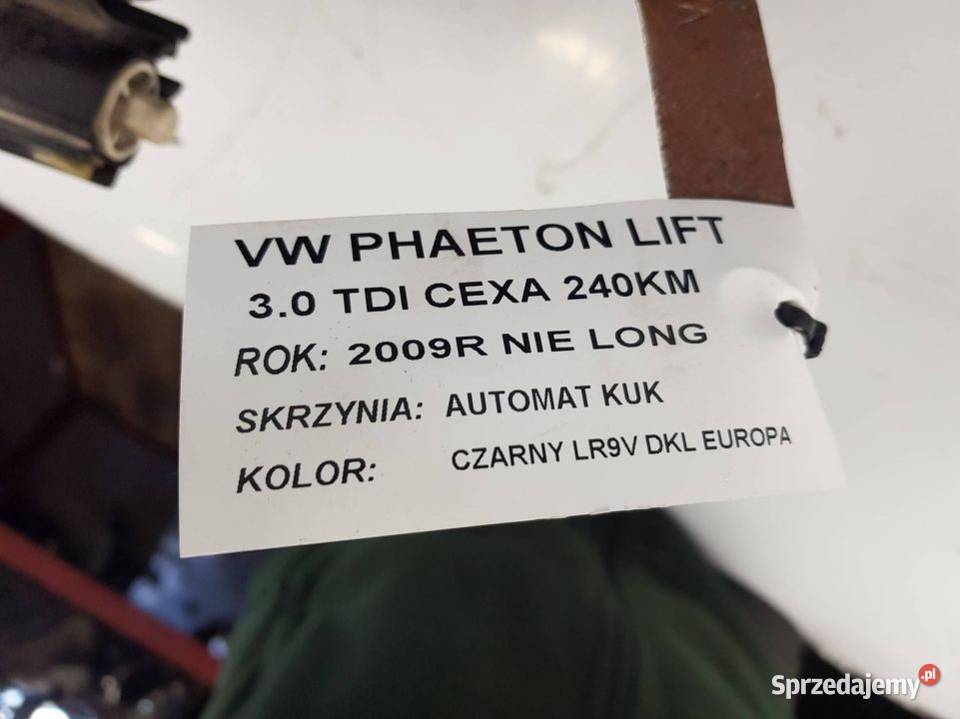 VW PHAETON LIFT
3.0 TDI CEXA 240KM
ROK: 2009R NIE LONG
SKRZYNIA: AUTOMAT KUK
KOLOR: CZARNY LR9V DKL EUROPA
Sprzedajemy.pl